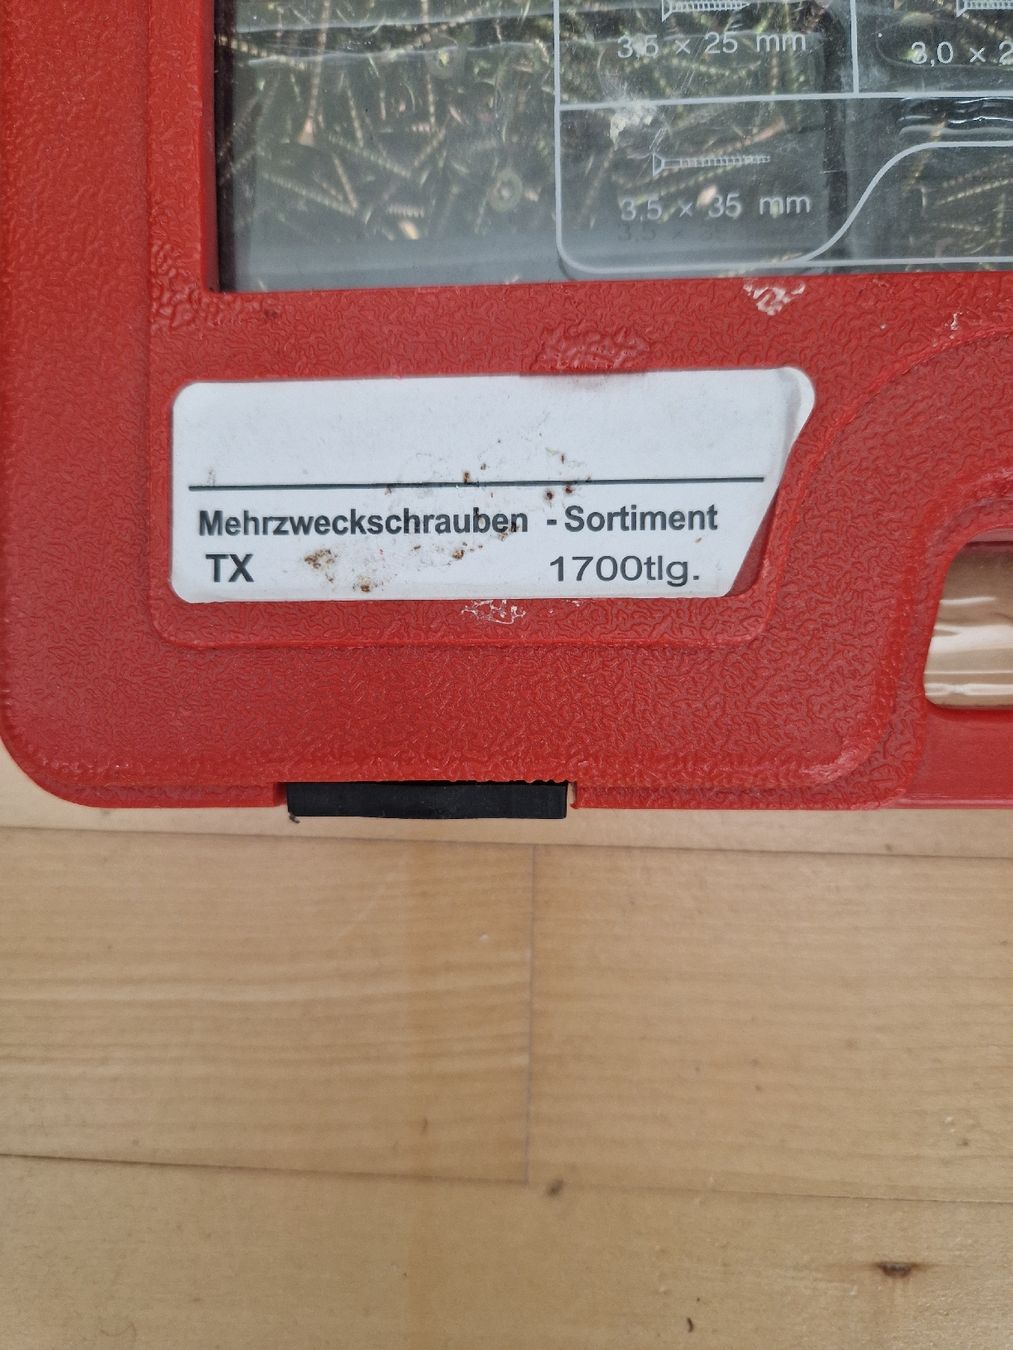 3,5 × 25 mm
3,0 × 2
3,5 × 35 mm
Mehrzweckschrauben - Sortiment
TX 1700tlg.